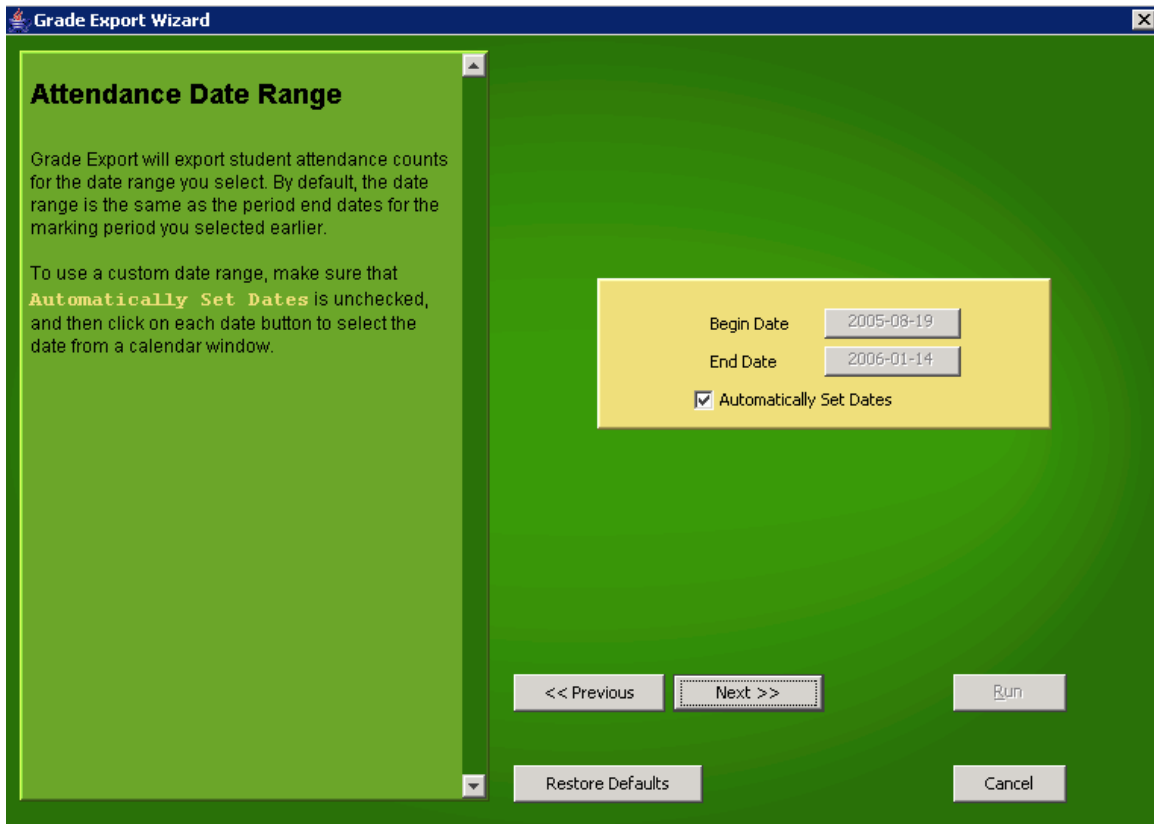 Grade Export Wizard
Attendance Date Range
Grade Export will export student attendance counts
for the date range you select. By default, the date
range is the same as the period end dates for the
marking period you selected earlier.
To use a custom date range, make sure that
Automatically Set Dates is unchecked,
and then click on each date button to select the
date from a calendar window.
Begin Date 2005-08-19
End Date 2006-01-14
Automatically Set Dates
<< Previous Next >> Run
Restore Defaults Cancel